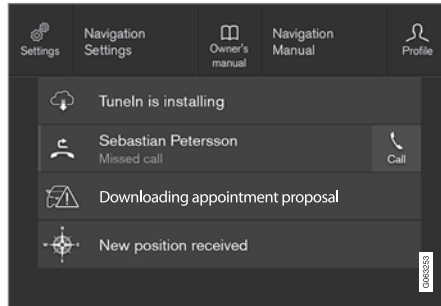 Settings
Navigation
Settings
Owner's
manual
Navigation
Manual
Profile
TuneIn is installing
Sebastian Petersson
Missed call
Call
Downloading appointment proposal
New position received
G063253